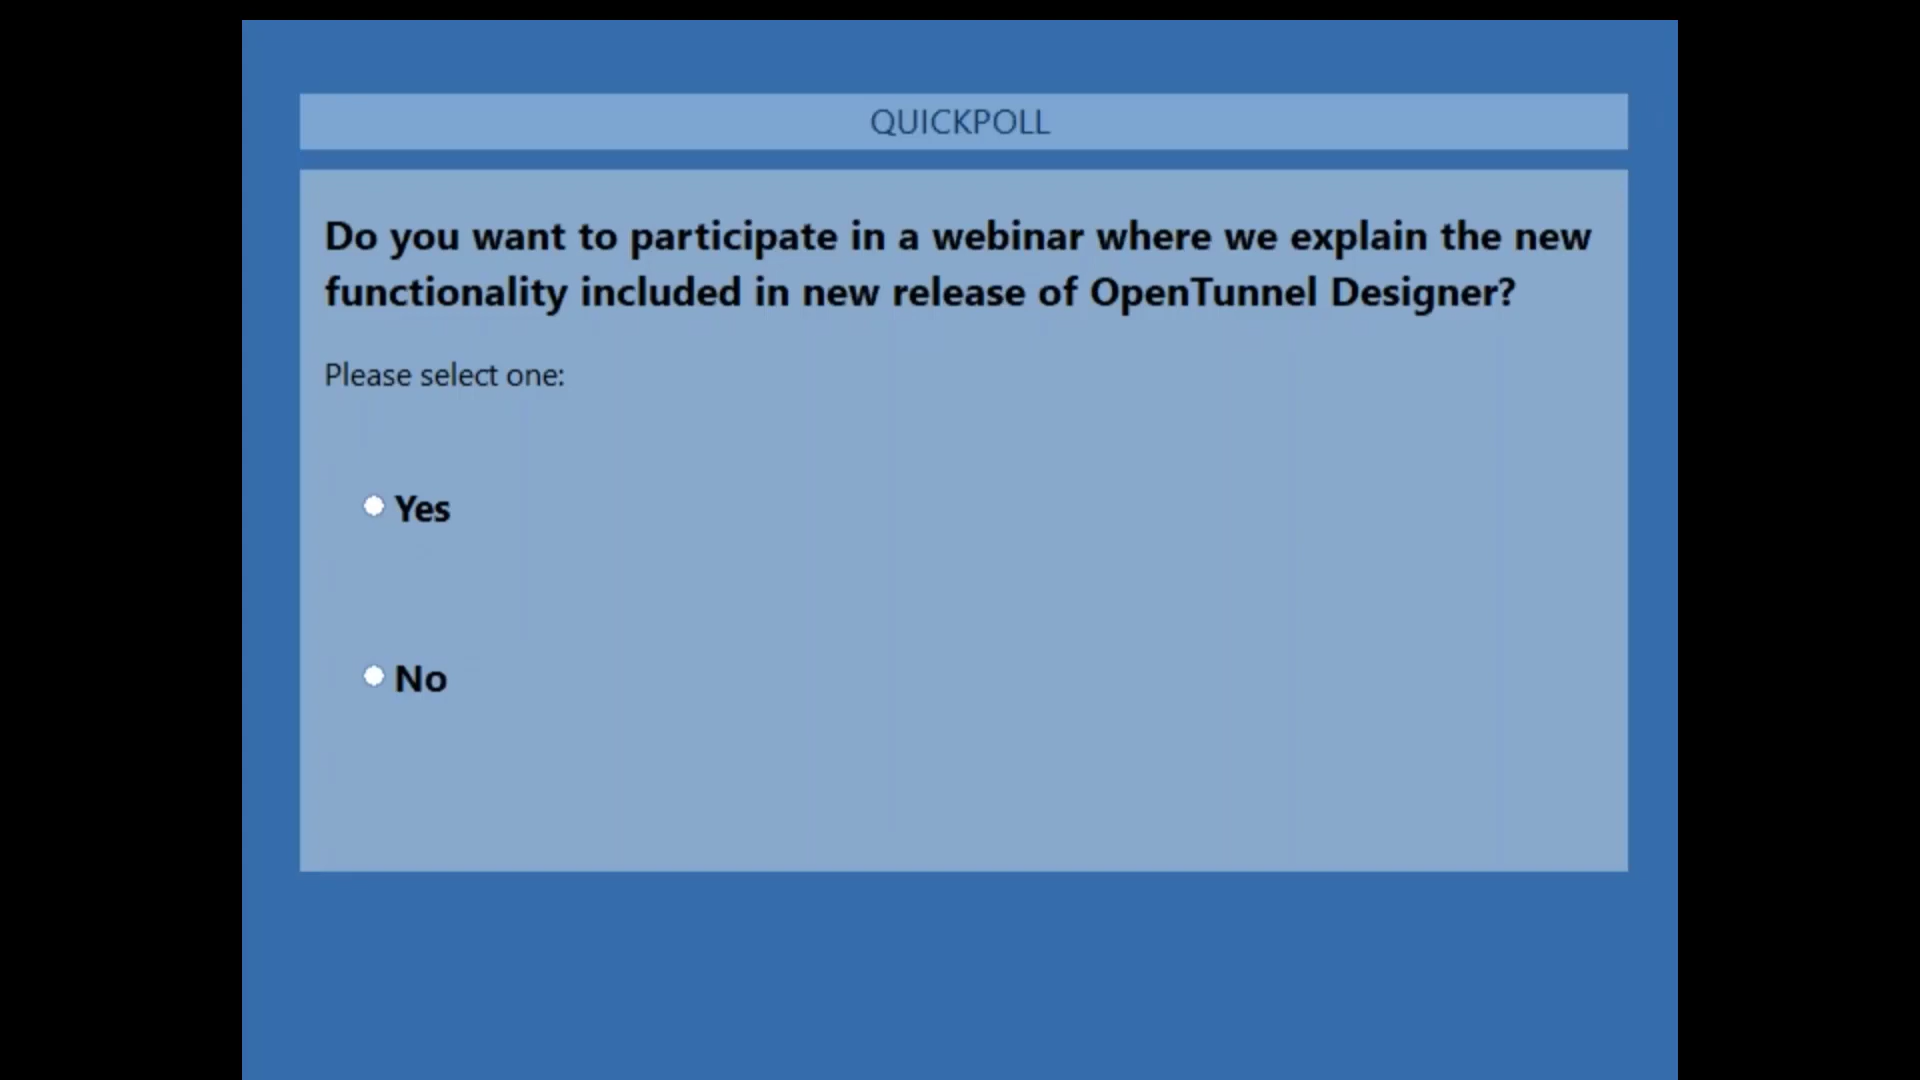 QUICKPOLL
Do you want to participate in a webinar where we explain the new
functionality included in new release of OpenTunnel Designer?
Please select one:
Yes
No